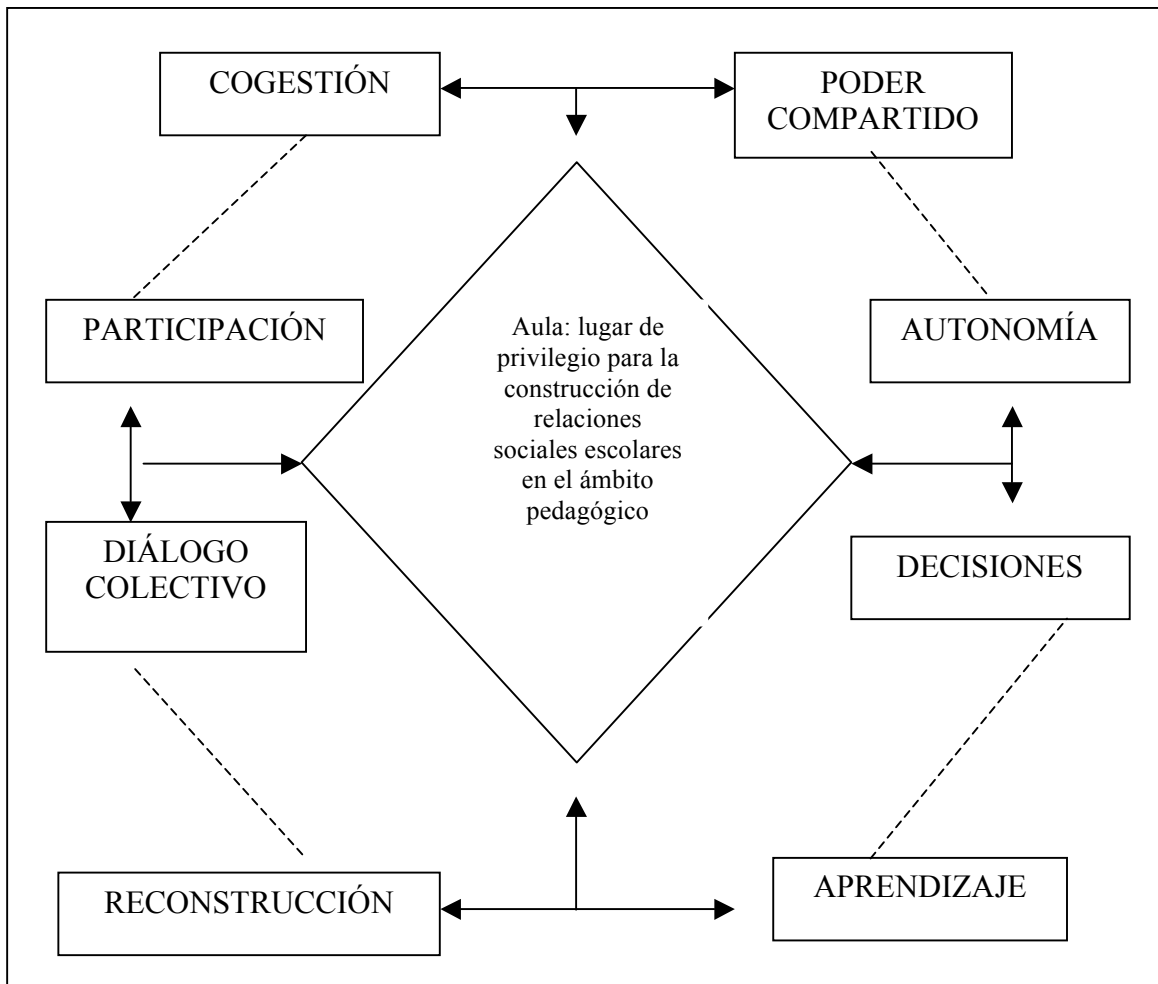 COGESTIÓN
PODER
COMPARTIDO
PARTICIPACIÓN
AUTONOMÍA
Aula: lugar de
privilegio para la
construcción de
relaciones
sociales escolares
en el ámbito
pedagógico
DIÁLOGO
COLECTIVO
DECISIONES
RECONSTRUCCIÓN
APRENDIZAJE